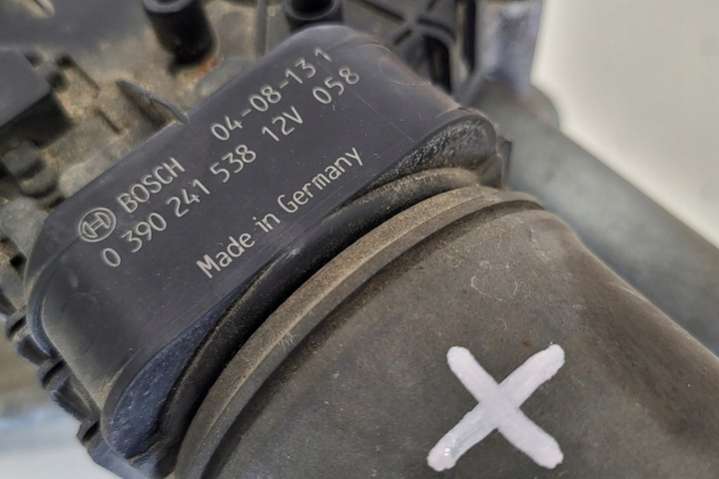 BOSCH 04-08-131
0 390 241 538 12V 058
Made in Germany